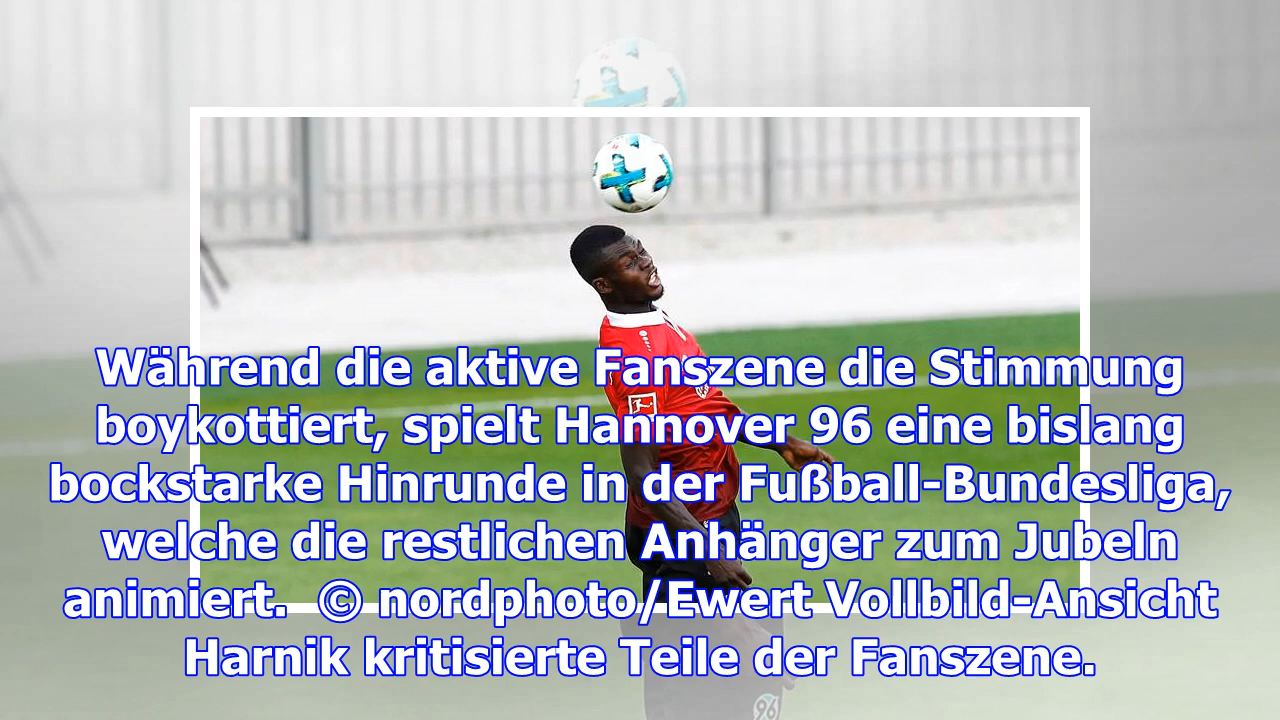 Während die aktive Fanszene die Stimmung
boykottiert, spielt Hannover 96 eine bislang
bockstarke Hinrunde in der Fußball-Bundesliga,
welche die restlichen Anhänger zum Jubeln
animiert. © nordphoto/Ewert Vollbild-Ansicht
Harnik kritisierte Teile der Fanszene.
96